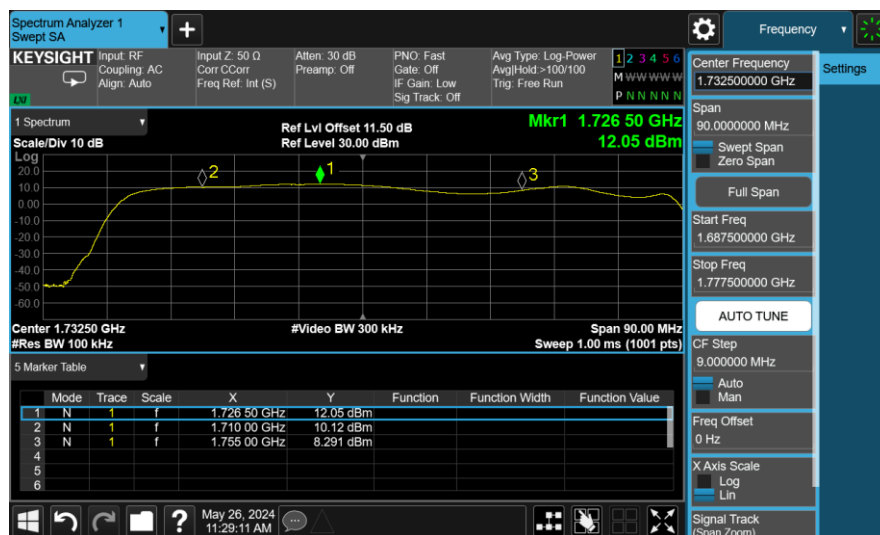 Spectrum Analyzer 1
Swept SA
Frequency
KEYSIGHT
Input: RF
Coupling: AC
Align: Auto
Input Z: 50 Ω
Corr CCorr
Freq Ref: Int (S)
Atten: 30 dB
Preamp: Off
PNO: Fast
Gate: Off
IF Gain: Low
Sig Track: Off
Avg Type: Log-Power
Avg|Hold:>100/100
Trig: Free Run
1 2 3 4 5 6
M W W W W W
P N N N N N
LXI
1 Spectrum
Scale/Div 10 dB
Ref Lvl Offset 11.50 dB
Ref Level 30.00 dBm
Mkr1 1.726 50 GHz
12.05 dBm
Log
20.0
10.0
0.00
-10.0
-20.0
-30.0
-40.0
-50.0
-60.0
2
1
3
Center 1.73250 GHz
#Res BW 100 kHz
#Video BW 300 kHz
Span 90.00 MHz
Sweep 1.00 ms (1001 pts)
5 Marker Table
Mode Trace Scale X Y Function Function Width Function Value
1 N 1 f 1.726 50 GHz 12.05 dBm
2 N 1 f 1.710 00 GHz 10.12 dBm
3 N 1 f 1.755 00 GHz 8.291 dBm
4
5
6
?
May 26, 2024
11:29:11 AM
Center Frequency
1.732500000 GHz
Settings
Span
90.0000000 MHz
Swept Span
Zero Span
Full Span
Start Freq
1.687500000 GHz
Stop Freq
1.777500000 GHz
AUTO TUNE
CF Step
9.000000 MHz
Auto
Man
Freq Offset
0 Hz
X Axis Scale
Log
Lin
Signal Track
(Span Zoom)